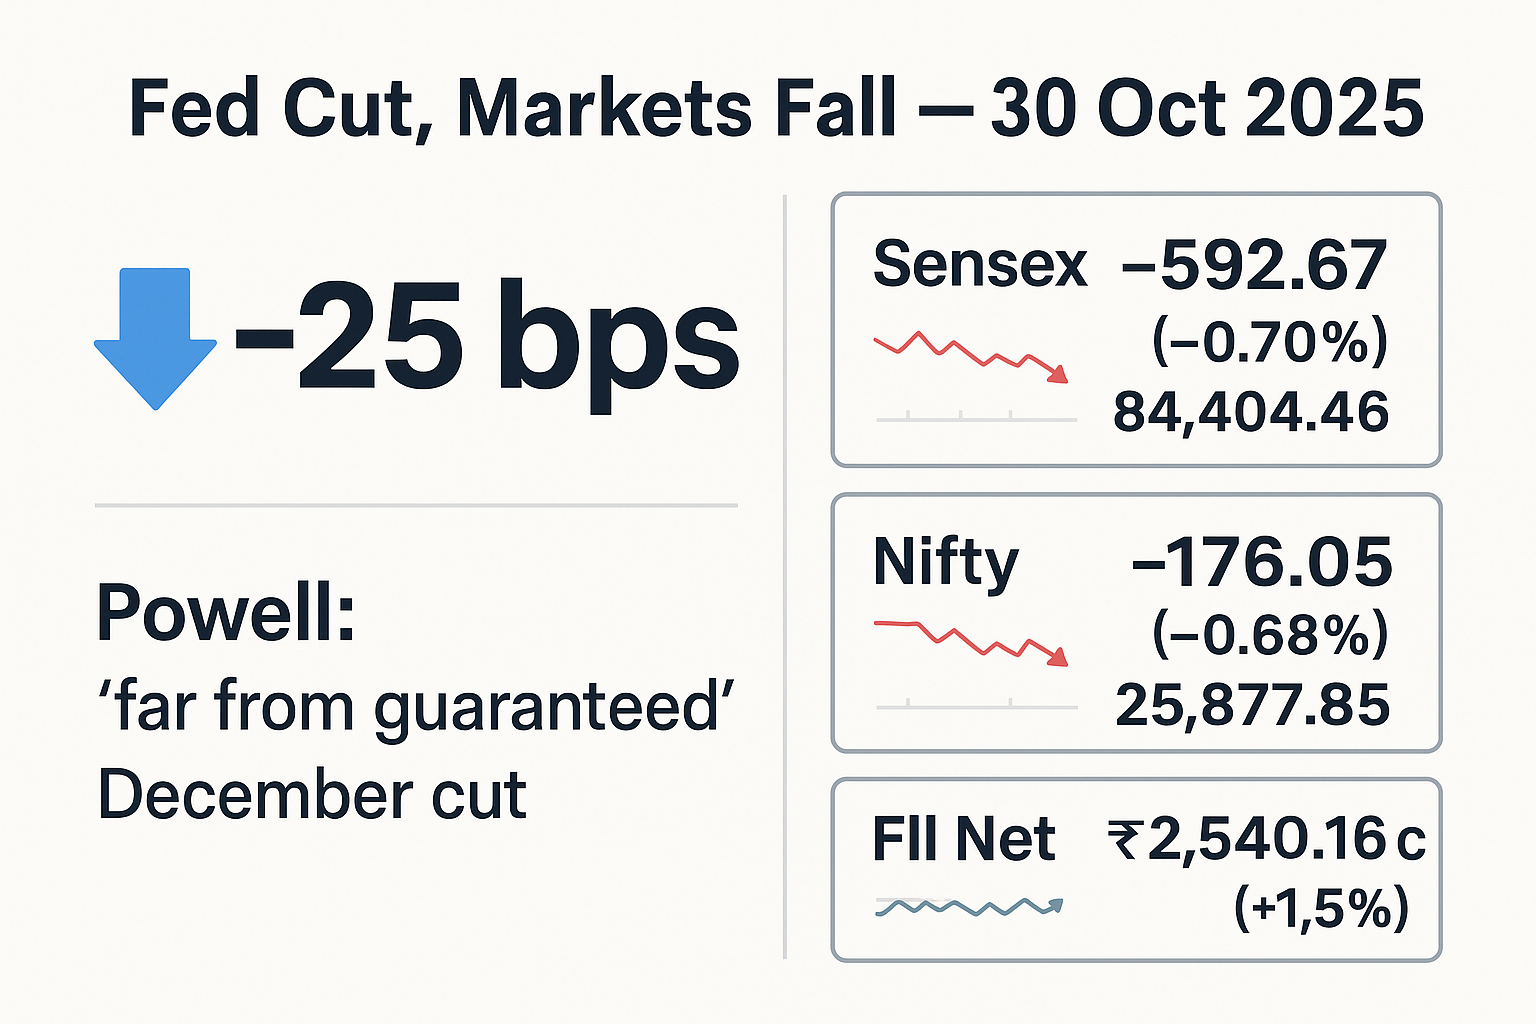 Fed Cut, Markets Fall — 30 Oct 2025
-25 bps
Powell:
‘far from guaranteed’
December cut
Sensex –592.67
(–0.70%)
84,404.46
Nifty –176.05
(–0.68%)
25,877.85
FII Net ₹2,540.16 c
(+1,5%)